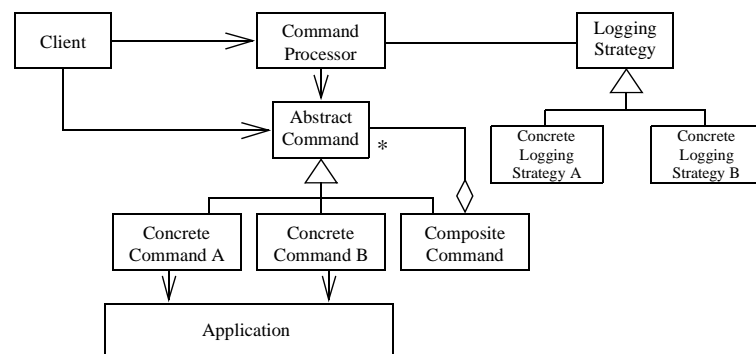 Client
Command
Processor
Logging
Strategy
Abstract
Command
*
Concrete
Logging
Strategy A
Concrete
Logging
Strategy B
Concrete
Command A
Concrete
Command B
Composite
Command
Application